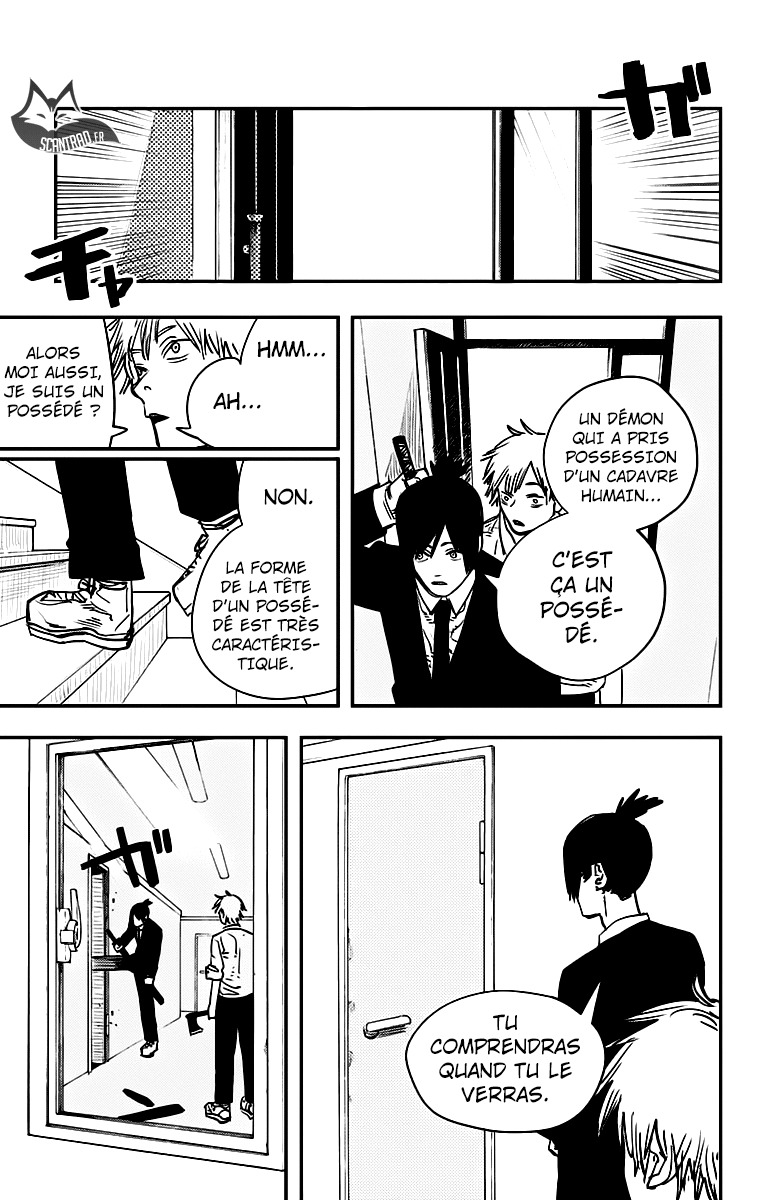 ガ
SCANTRAD.FR
チャ
UN DÉMON
QUI A PRIS
POSSESSION
D'UN CADAVRE
HUMAIN...
C'EST
ÇA UN
POSSÉ-
DÉ.
HMM...
AH...
ALORS
MOI AUSSI,
JE SUIS UN
POSSÉDÉ ?
NON.
LA FORME
DE LA TÊTE
D'UN POSSÉ-
DÉ EST TRÈS
CARACTÉRIS-
TIQUE.
TU
COMPRENDRAS
QUAND TU LE
VERRAS.
ガ